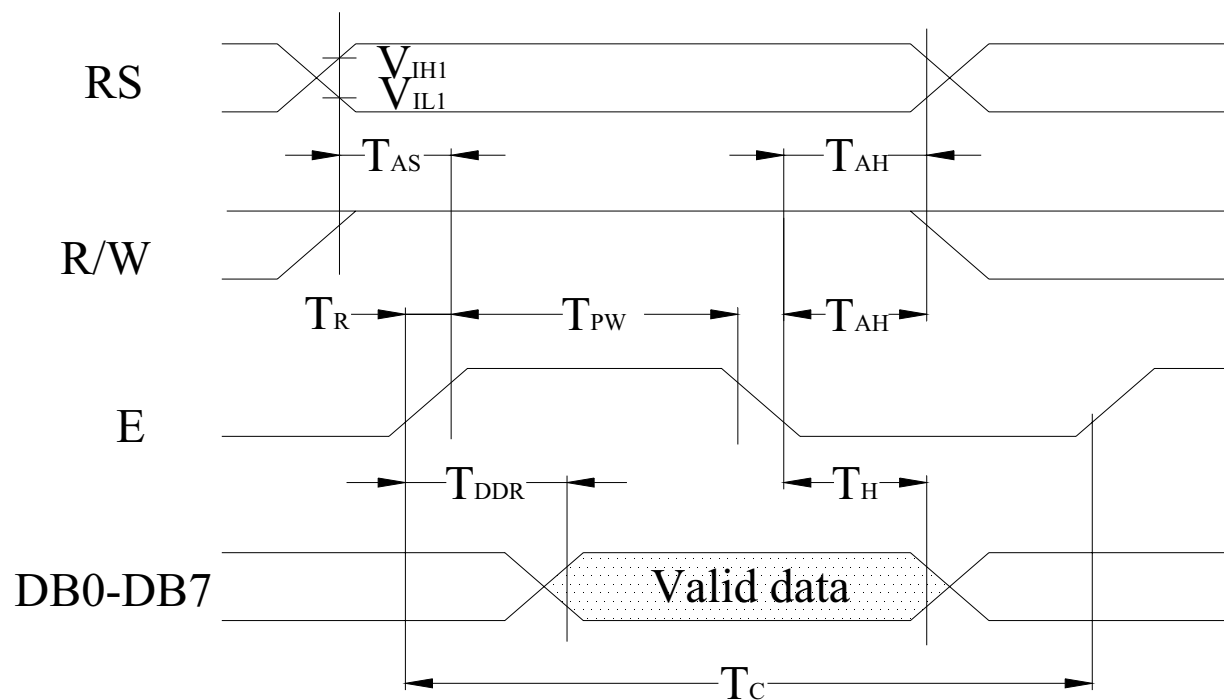 RS
VIH1
VIL1
TAS
TAH
R/W
TR
TPW
TAH
E
TDDR
TH
DB0-DB7
Valid data
TC